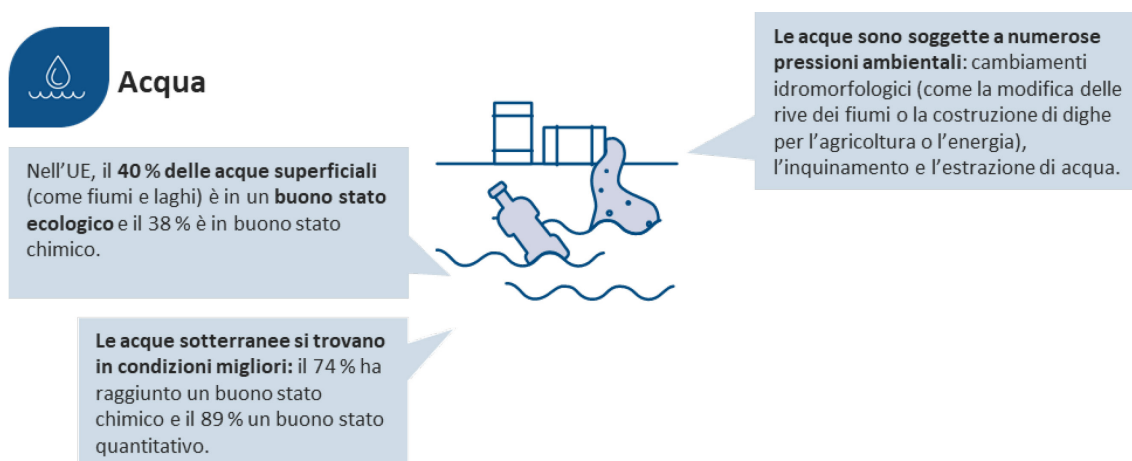 Acqua
Nell'UE, il 40 % delle acque superficiali
(come fiumi e laghi) è in un buono stato
ecologico e il 38 % è in buono stato
chimico.
Le acque sotterranee si trovano
in condizioni migliori: il 74 % ha
raggiunto un buono stato
chimico e il 89 % un buono stato
quantitativo.
Le acque sono soggette a numerose
pressioni ambientali: cambiamenti
idromorfologici (come la modifica delle
rive dei fiumi o la costruzione di dighe
per l'agricoltura o l'energia),
l'inquinamento e l'estrazione di acqua.